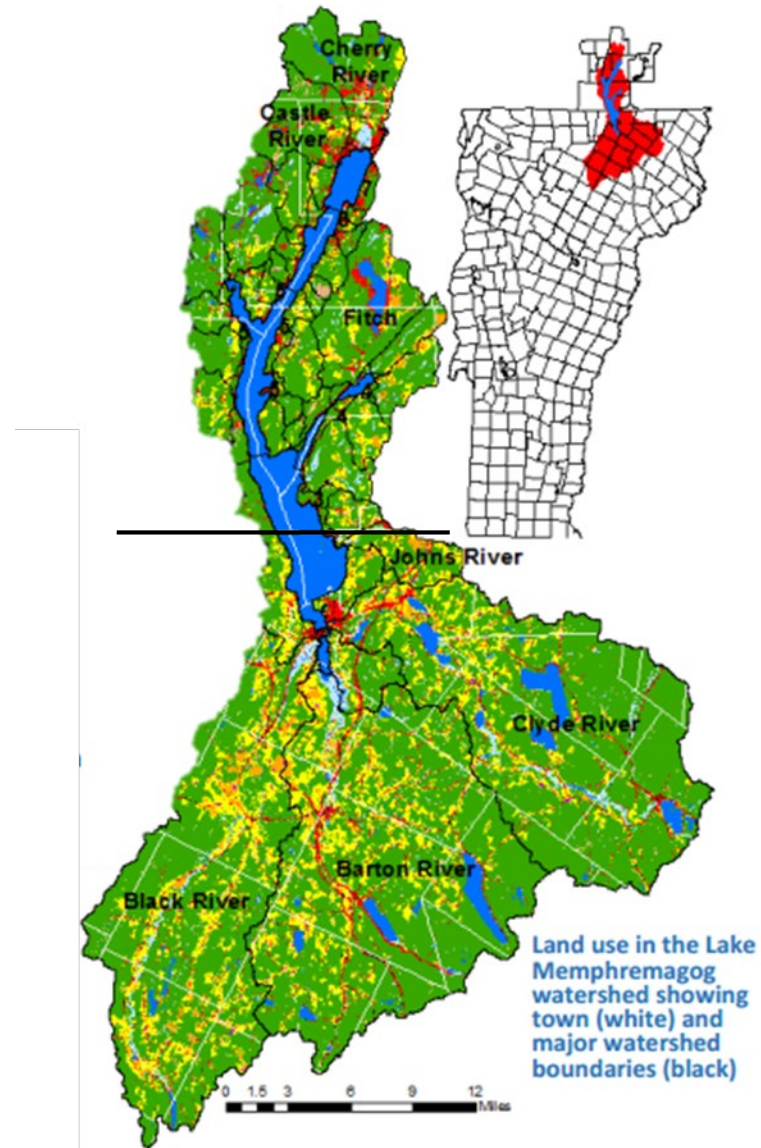 Cherry
River
Castle
River
Fitch
Johns River
Clyde River
Barton River
Black River
Land use in the Lake
Memphremagog
watershed showing
town (white) and
major watershed
boundaries (black)
0 1.5 3 6 9 12
Miles